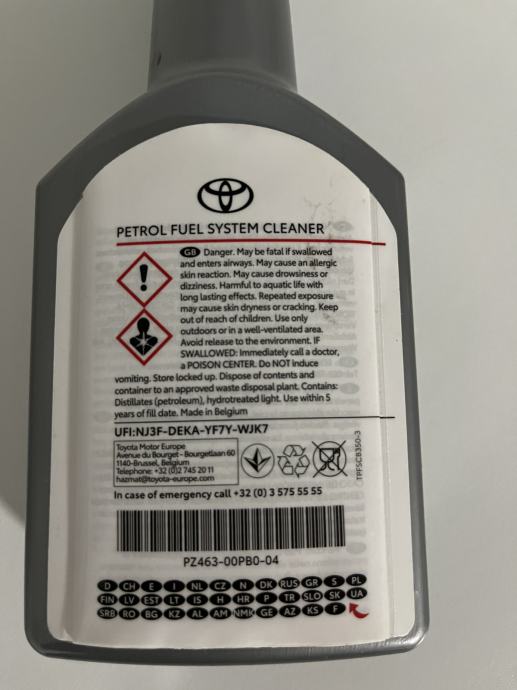 PETROL FUEL SYSTEM CLEANER
GB Danger. May be fatal if swallowed
and enters airways. May cause an allergic
skin reaction. May cause drowsiness or
dizziness. Harmful to aquatic life with
long lasting effects. Repeated exposure
may cause skin dryness or cracking. Keep
out of reach of children. Use only
outdoors or in a well-ventilated area.
Avoid release to the environment. IF
SWALLOWED: Immediately call a doctor,
a POISON CENTER. Do NOT induce
vomiting. Store locked up. Dispose of contents and
container to an approved waste disposal plant. Contains:
Distillates (petroleum), hydrotreated light. Use within 5
years of fill date. Made in Belgium
UFI:NJ3F-DEKA-YF7Y-WJK7
Toyota Motor Europe
Avenue du Bourget - Bourgetlaan 60
1140-Brussel, Belgium
Telephone: +32 (0)2 745 20 11
hazmat@toyota-europe.com
TPFSCB350-3
In case of emergency call +32 (0) 3 575 55 55
PZ463-00PB0-04
D CH E I NL CZ N DK RUS GR S PL
FIN LV EST LT IS H HR P TR SLO SK UA
SRB RO BG KZ AL AM NMK GE AZ KS F